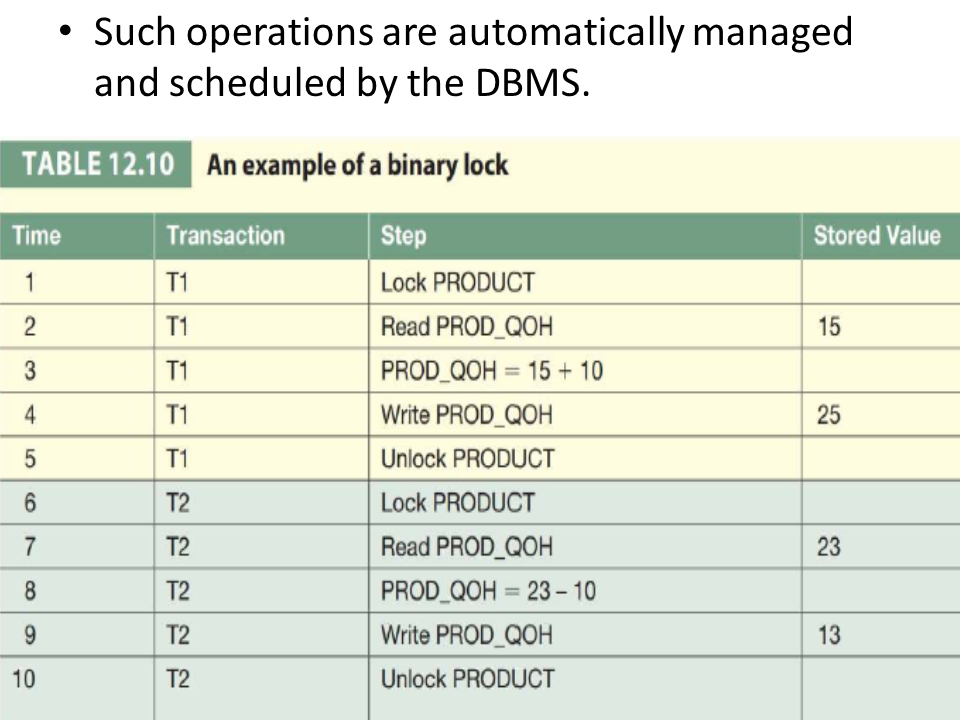 • Such operations are automatically managed
and scheduled by the DBMS.
TABLE 12.10 An example of a binary lock
Time Transaction Step Stored Value
1 T1 Lock PRODUCT
2 T1 Read PROD_QOH 15
3 T1 PROD_QOH = 15 + 10
4 T1 Write PROD_QOH 25
5 T1 Unlock PRODUCT
6 T2 Lock PRODUCT
7 T2 Read PROD_QOH 23
8 T2 PROD_QOH = 23 – 10
9 T2 Write PROD_QOH 13
10 T2 Unlock PRODUCT